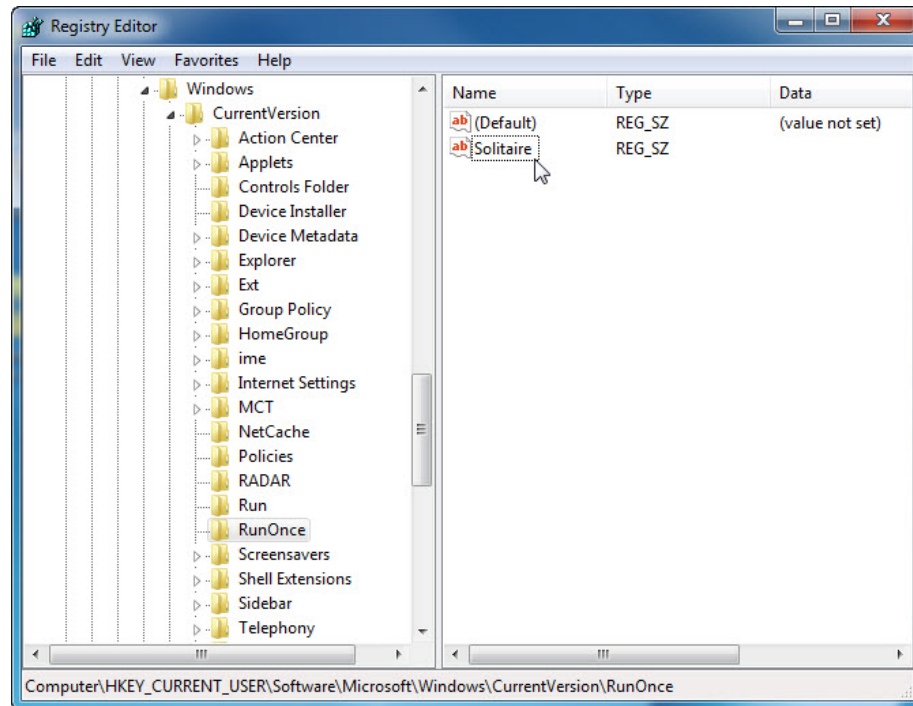 Registry Editor
File Edit View Favorites Help
Windows
CurrentVersion
Action Center
Applets
Controls Folder
Device Installer
Device Metadata
Explorer
Ext
Group Policy
HomeGroup
ime
Internet Settings
MCT
NetCache
Policies
RADAR
Run
RunOnce
Screensavers
Shell Extensions
Sidebar
Telephony
Name Type Data
ab (Default) REG_SZ (value not set)
ab Solitaire REG_SZ
Computer\HKEY_CURRENT_USER\Software\Microsoft\Windows\CurrentVersion\RunOnce